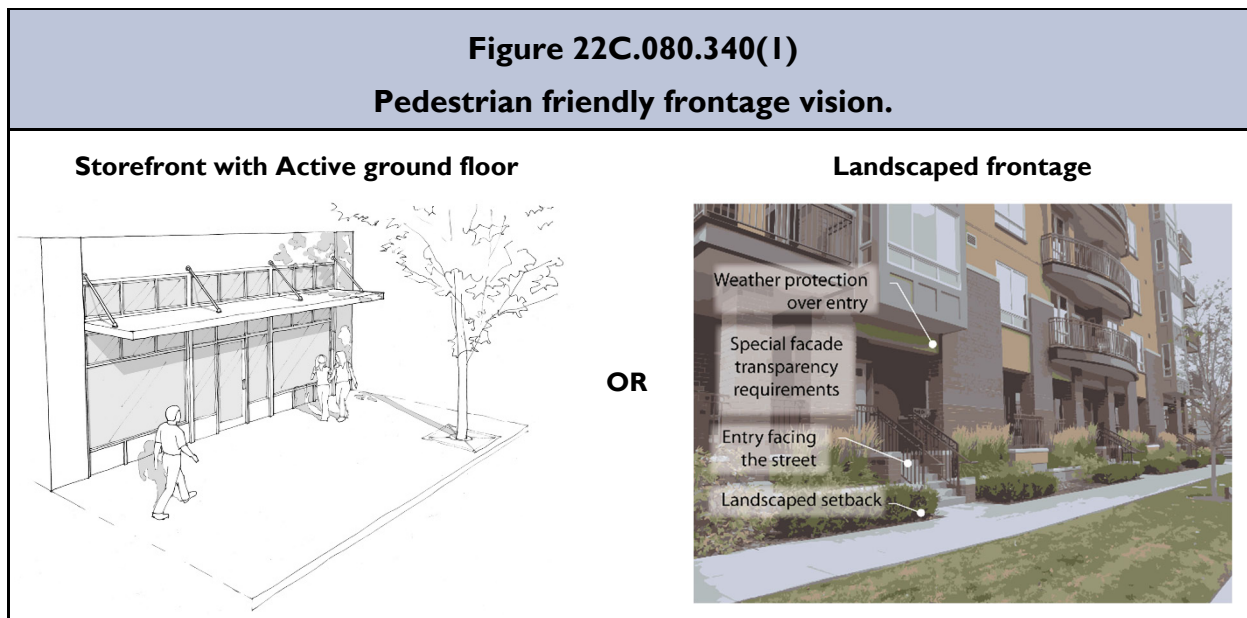 Figure 22C.080.340(1)
Pedestrian friendly frontage vision.
Storefront with Active ground floor
OR
Landscaped frontage
Weather protection
over entry
Special facade
transparency
requirements
Entry facing
the street
Landscaped setback